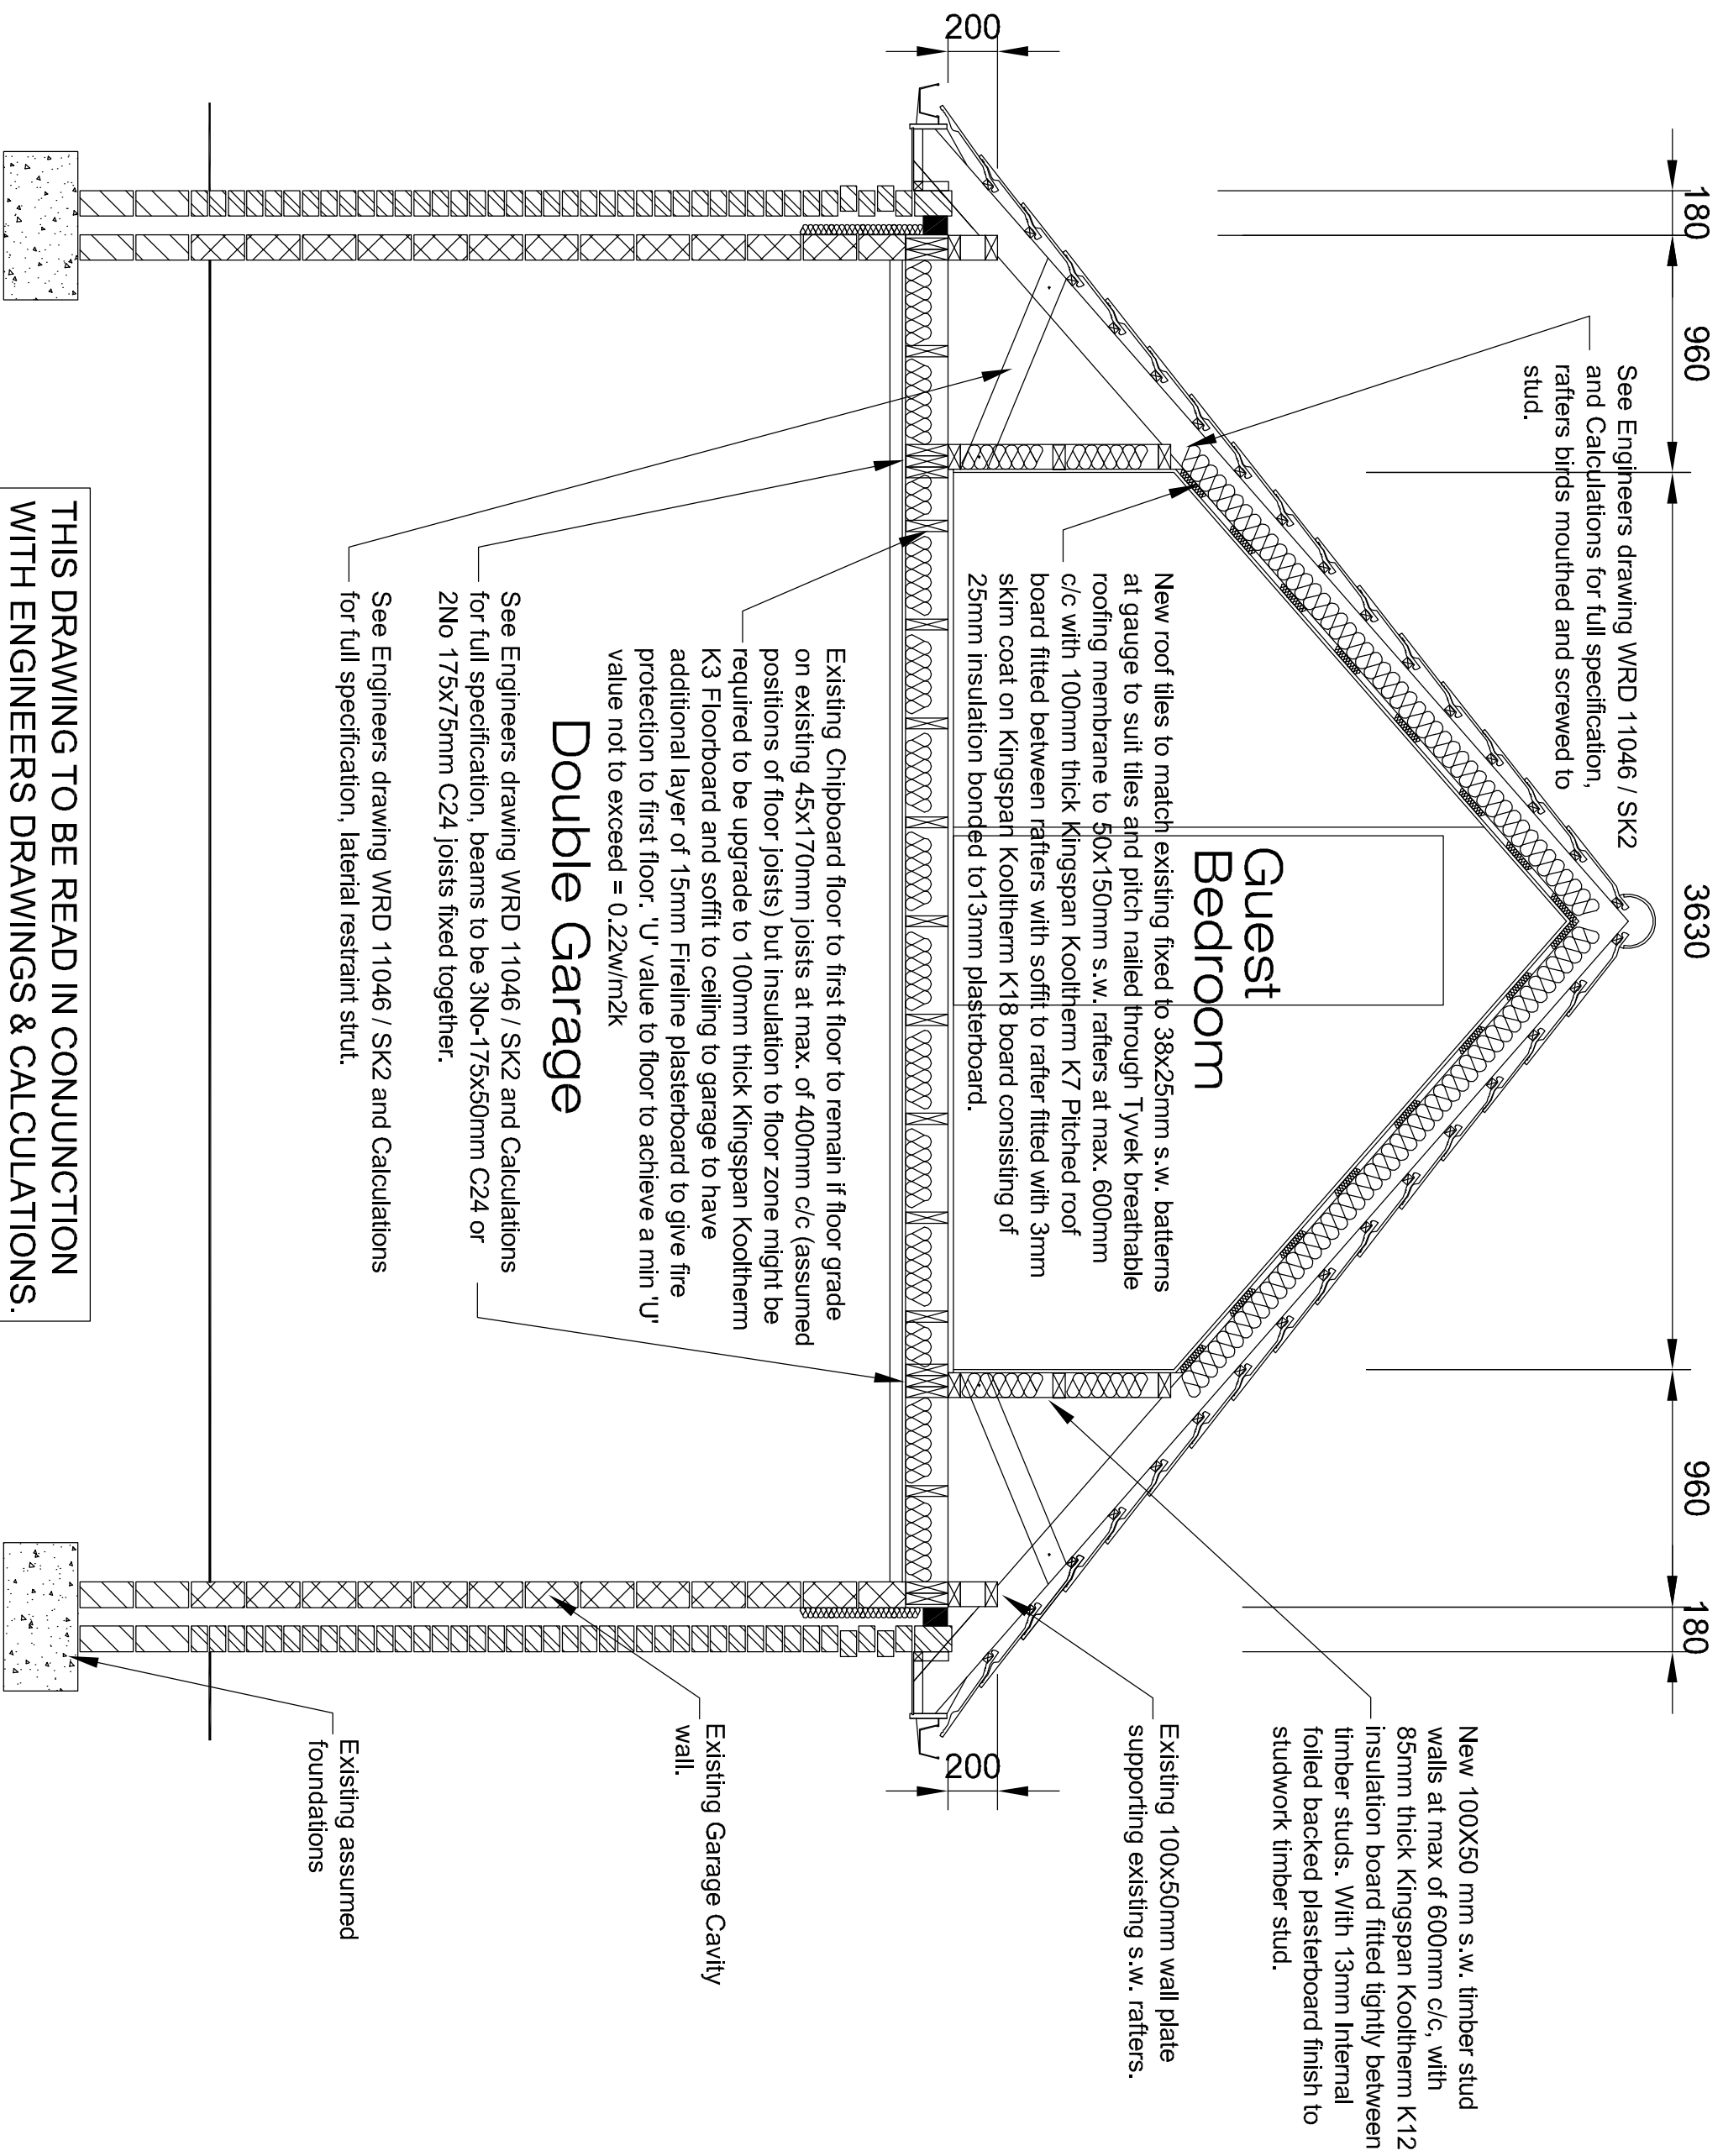 180
960
3630
960
180
200
200
See Engineers drawing WRD 11046 / SK2
and Calculations for full specification,
rafters birds mouthed and screwed to
stud.
New 100X50 mm s.w. timber stud
walls at max of 600mm c/c, with
85mm thick Kingspan Kooltherm K12
insulation board fitted tightly between
timber studs. With 13mm Internal
foiled backed plasterboard finish to
studwork timber stud.
Guest
Bedroom
New roof tiles to match existing fixed to 38x25mm s.w. batterns
at gauge to suit tiles and pitch nailed through Tyvek breathable
roofing membrane to 50x150mm s.w. rafters at max. 600mm
c/c with 100mm thick Kingspan Kooltherm K7 Pitched roof
board fitted between rafters with soffit to rafter fitted with 3mm
skim coat on Kingspan Kooltherm K18 board consisting of
25mm insulation bonded to13mm plasterboard.
Existing 100x50mm wall plate
supporting existing s.w. rafters.
Existing Chipboard floor to first floor to remain if floor grade
on existing 45x170mm joists at max. of 400mm c/c (assumed
positions of floor joists) but insulation to floor zone might be
required to be upgrade to 100mm thick Kingspan Kooltherm
K3 Floorboard and soffit to ceiling to garage to have
additional layer of 15mm Fireline plasterboard to give fire
protection to first floor. 'U' value to floor to achieve a min 'U'
value not to exceed = 0.22w/m2k
Existing Garage Cavity
wall.
Double Garage
See Engineers drawing WRD 11046 / SK2 and Calculations
for full specification, beams to be 3No-175x50mm C24 or
2No 175x75mm C24 joists fixed together.
See Engineers drawing WRD 11046 / SK2 and Calculations
for full specification, laterial restraint strut.
Existing assumed
foundations
THIS DRAWING TO BE READ IN CONJUNCTION
WITH ENGINEERS DRAWINGS & CALCULATIONS.